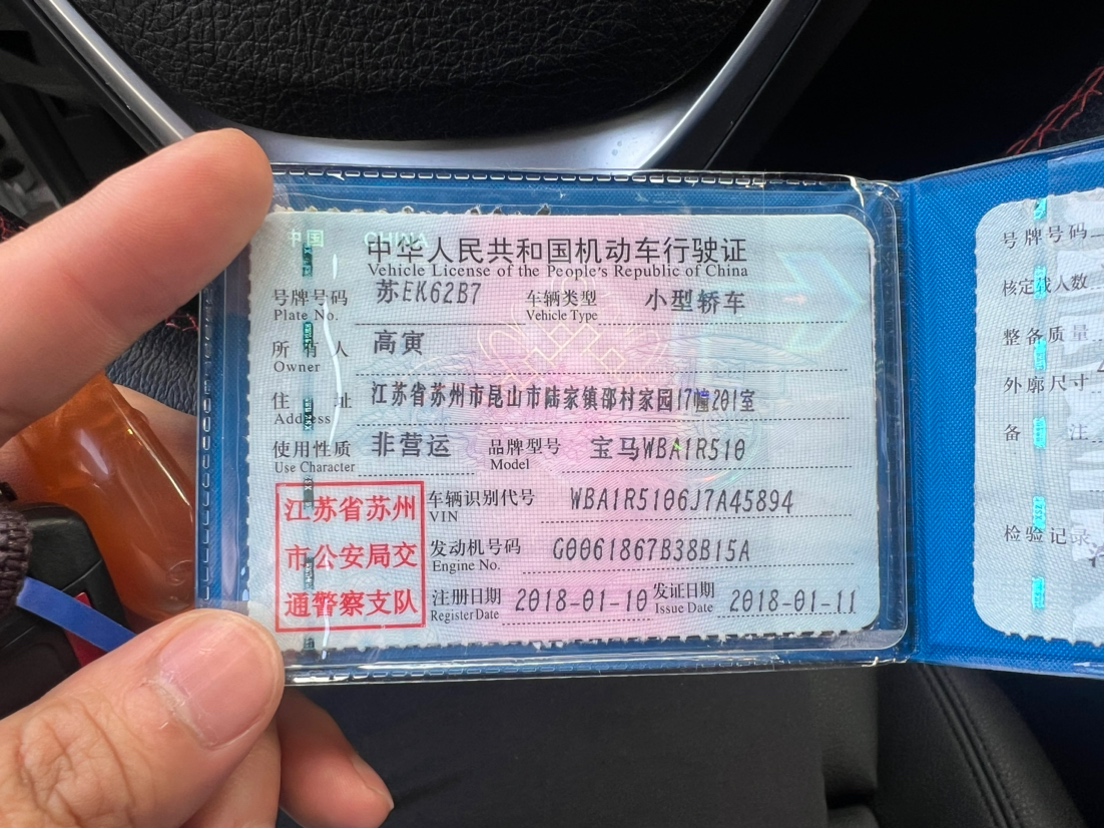 中国 CHINA
中华人民共和国机动车行驶证
Vehicle License of the People's Republic of China
号牌号码 苏EK62B7 车辆类型 小型轿车
Plate No. Vehicle Type
所有人 高寅
Owner
住址 江苏省苏州市昆山市陆家镇邵村家园17幢201室
Address
使用性质 非营运 品牌型号 宝马WBA1R510
Use Character Model
江苏省苏州
市公安局交
通警察支队
车辆识别代号 WBA1R5106J7A45894
VIN
发动机号码 G0061867B38B15A
Engine No.
注册日期 2018-01-10 发证日期 2018-01-11
Register Date Issue Date
号牌号码
核定载人数
整备质量
外廓尺寸
备注
检验记录